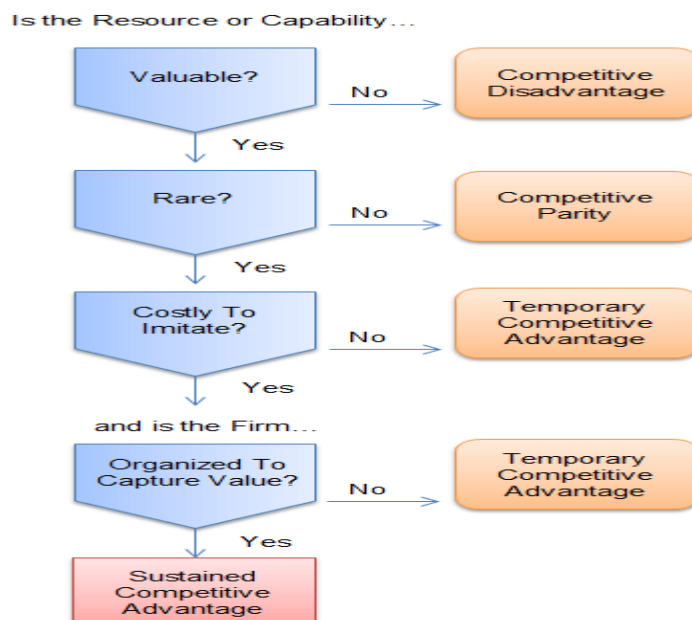 Is the Resource or Capability...
Valuable?
No
Competitive
Disadvantage
Yes
Rare?
No
Competitive
Parity
Yes
Costly To
Imitate?
No
Temporary
Competitive
Advantage
Yes
and is the Firm...
Organized To
Capture Value?
No
Temporary
Competitive
Advantage
Yes
Sustained
Competitive
Advantage